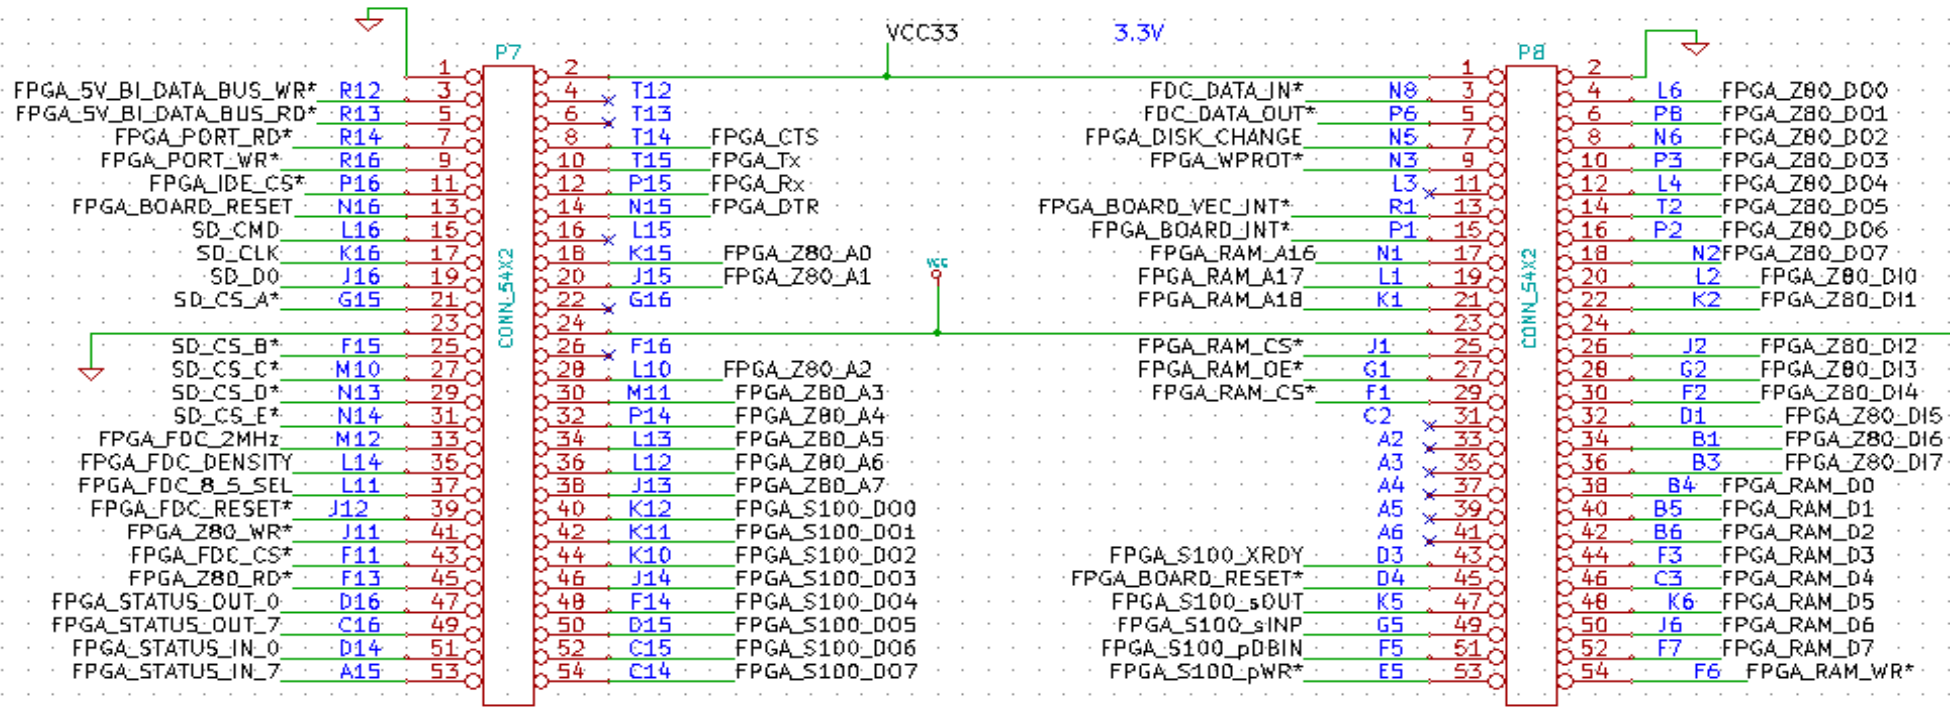 VCC33 3.3V
P7 P8
1 2 1 2
FPGA_5V_BI_DATA_BUS_WR* R12 3 4 T12 FDC_DATA_IN* N8 3 4 L6 FPGA_Z80_DO0
FPGA_5V_BI_DATA_BUS_RD* R13 5 6 T13 FDC_DATA_OUT* P6 5 6 P8 FPGA_Z80_DO1
FPGA_PORT_RD* R14 7 8 T14 FPGA_CTS FPGA_DISK_CHANGE N5 7 8 N6 FPGA_Z80_DO2
FPGA_PORT_WR* R16 9 10 T15 FPGA_Tx FPGA_WPROT* N3 9 10 P3 FPGA_Z80_DO3
FPGA_IDE_CS* P16 11 12 P15 FPGA_Rx L3 11 12 L4 FPGA_Z80_DO4
FPGA_BOARD_RESET N16 13 14 N15 FPGA_DTR FPGA_BOARD_VEC_INT* R1 13 14 T2 FPGA_Z80_DO5
SD_CMD L16 15 16 L15 FPGA_BOARD_INT* P1 15 16 P2 FPGA_Z80_DO6
SD_CLK K16 17 18 K15 FPGA_Z80_A0 FPGA_RAM_A16 N1 17 18 N2 FPGA_Z80_DO7
SD_D0 J16 19 20 J15 FPGA_Z80_A1 VCC FPGA_RAM_A17 L1 19 20 L2 FPGA_Z80_DI0
SD_CS_A* G15 21 22 G16 FPGA_RAM_A18 K1 21 22 K2 FPGA_Z80_DI1
CONN_54X2 CONN_54X2
23 24 23 24
SD_CS_B* F15 25 26 F16 FPGA_RAM_CS* J1 25 26 J2 FPGA_Z80_DI2
SD_CS_C* M10 27 28 L10 FPGA_Z80_A2 FPGA_RAM_OE* G1 27 28 G2 FPGA_Z80_DI3
SD_CS_D* N13 29 30 M11 FPGA_Z80_A3 FPGA_RAM_CS* F1 29 30 F2 FPGA_Z80_DI4
SD_CS_E* N14 31 32 P14 FPGA_Z80_A4 C2 31 32 D1 FPGA_Z80_DI5
FPGA_FDC_2MHz M12 33 34 L13 FPGA_Z80_A5 A2 33 34 B1 FPGA_Z80_DI6
FPGA_FDC_DENSITY L14 35 36 L12 FPGA_Z80_A6 A3 35 36 B3 FPGA_Z80_DI7
FPGA_FDC_8_5_SEL L11 37 38 J13 FPGA_Z80_A7 A4 37 38 B4 FPGA_RAM_D0
FPGA_FDC_RESET* J12 39 40 K12 FPGA_S100_DO0 A5 39 40 B5 FPGA_RAM_D1
FPGA_Z80_WR* J11 41 42 K11 FPGA_S100_DO1 A6 41 42 B6 FPGA_RAM_D2
FPGA_FDC_CS* F11 43 44 K10 FPGA_S100_DO2 FPGA_S100_XRDY D3 43 44 F3 FPGA_RAM_D3
FPGA_Z80_RD* F13 45 46 J14 FPGA_S100_DO3 FPGA_BOARD_RESET* D4 45 46 C3 FPGA_RAM_D4
FPGA_STATUS_OUT_0 D16 47 48 F14 FPGA_S100_DO4 FPGA_S100_sOUT K5 47 48 K6 FPGA_RAM_D5
FPGA_STATUS_OUT_7 C16 49 50 D15 FPGA_S100_DO5 FPGA_S100_sINP G5 49 50 J6 FPGA_RAM_D6
FPGA_STATUS_IN_0 D14 51 52 C15 FPGA_S100_DO6 FPGA_S100_pDBIN F5 51 52 F7 FPGA_RAM_D7
FPGA_STATUS_IN_7 A15 53 54 C14 FPGA_S100_DO7 FPGA_S100_pWR* E5 53 54 F6 FPGA_RAM_WR*